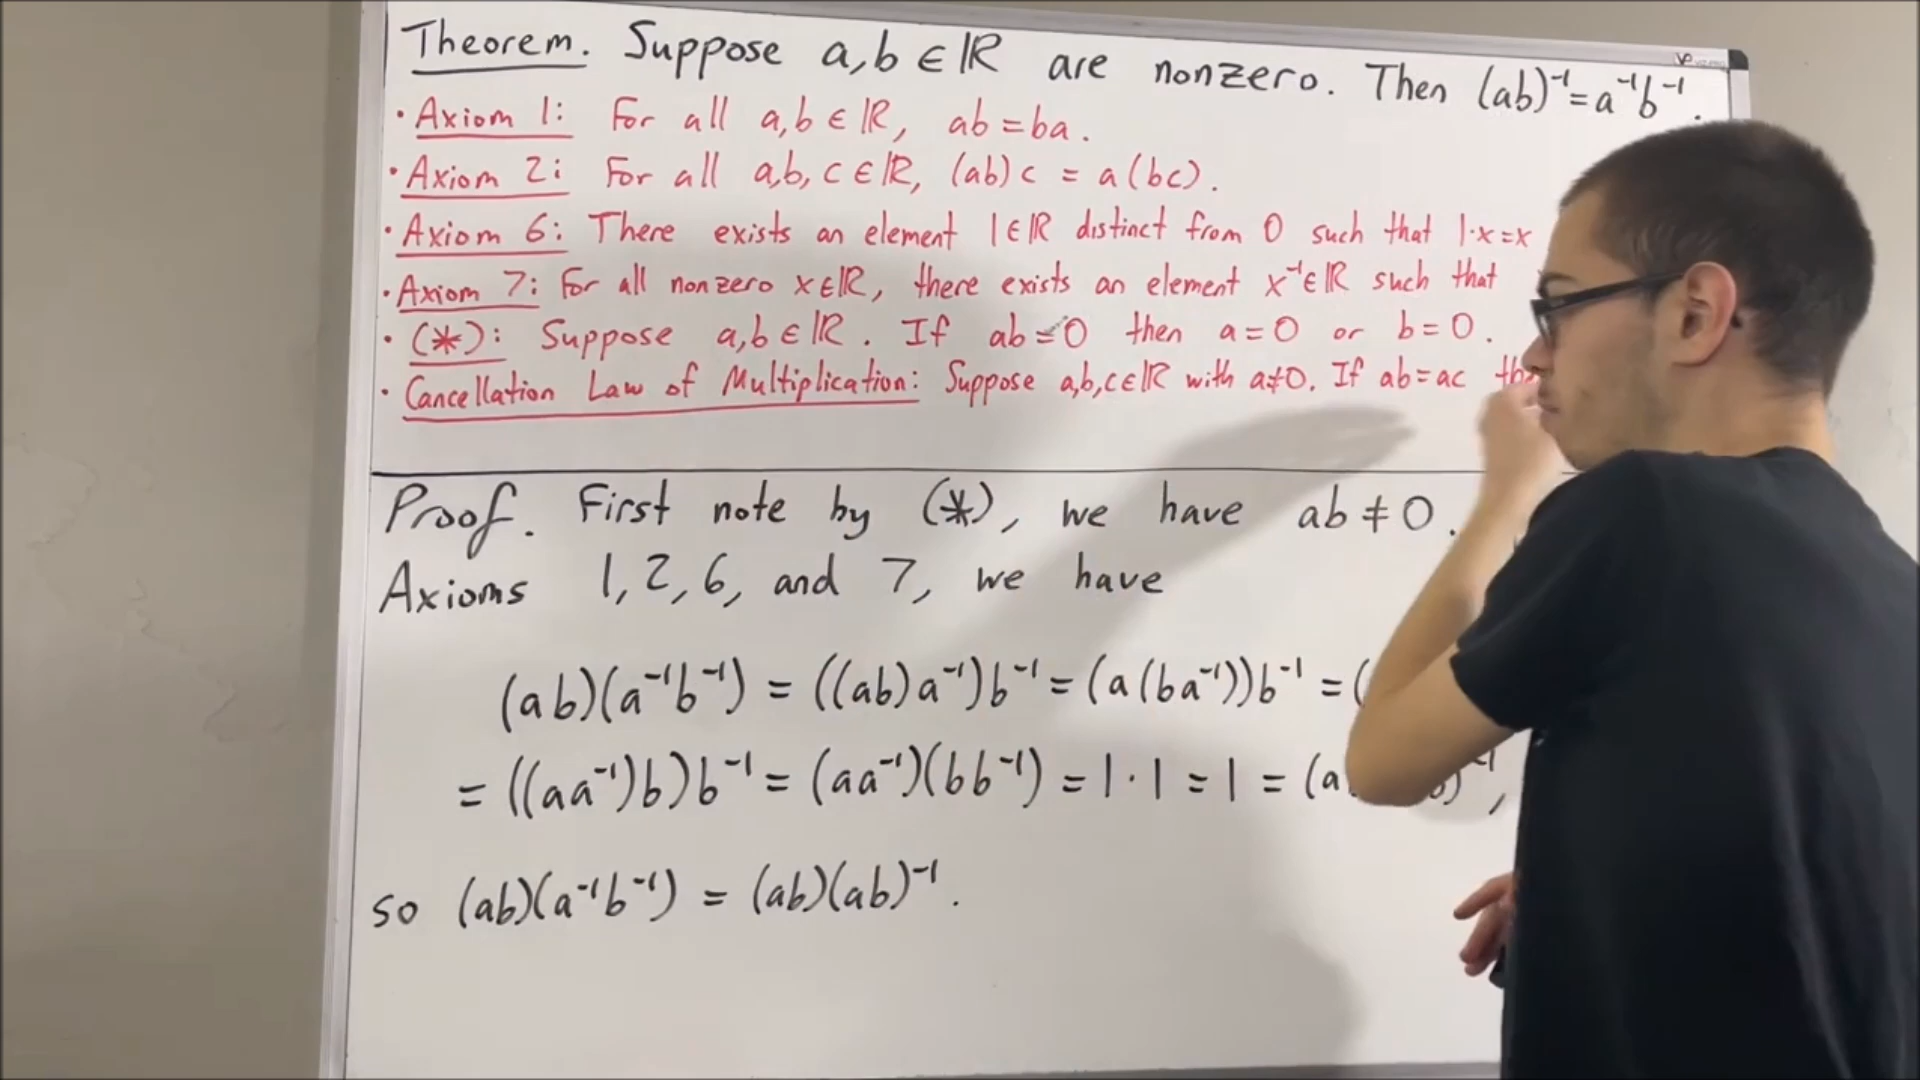 Theorem. Suppose a,b ∈ ℝ are nonzero. Then (ab)⁻¹ = a⁻¹b⁻¹.
• Axiom 1: For all a,b ∈ ℝ, ab = ba.
• Axiom 2: For all a,b,c ∈ ℝ, (ab)c = a(bc).
• Axiom 6: There exists an element 1 ∈ ℝ distinct from 0 such that 1·x = x
• Axiom 7: For all nonzero x ∈ ℝ, there exists an element x⁻¹ ∈ ℝ such that
• (*): Suppose a,b ∈ ℝ. If ab = 0 then a = 0 or b = 0.
• Cancellation Law of Multiplication: Suppose a,b,c ∈ ℝ with a ≠ 0. If ab = ac
Proof. First note by (*), we have ab ≠ 0.
Axioms 1, 2, 6, and 7, we have
(ab)(a⁻¹b⁻¹) = ((ab)a⁻¹)b⁻¹ = (a(ba⁻¹))b⁻¹ = (
= ((aa⁻¹)b)b⁻¹ = (aa⁻¹)(bb⁻¹) = 1·1 = 1 = (a
so (ab)(a⁻¹b⁻¹) = (ab)(ab)⁻¹.